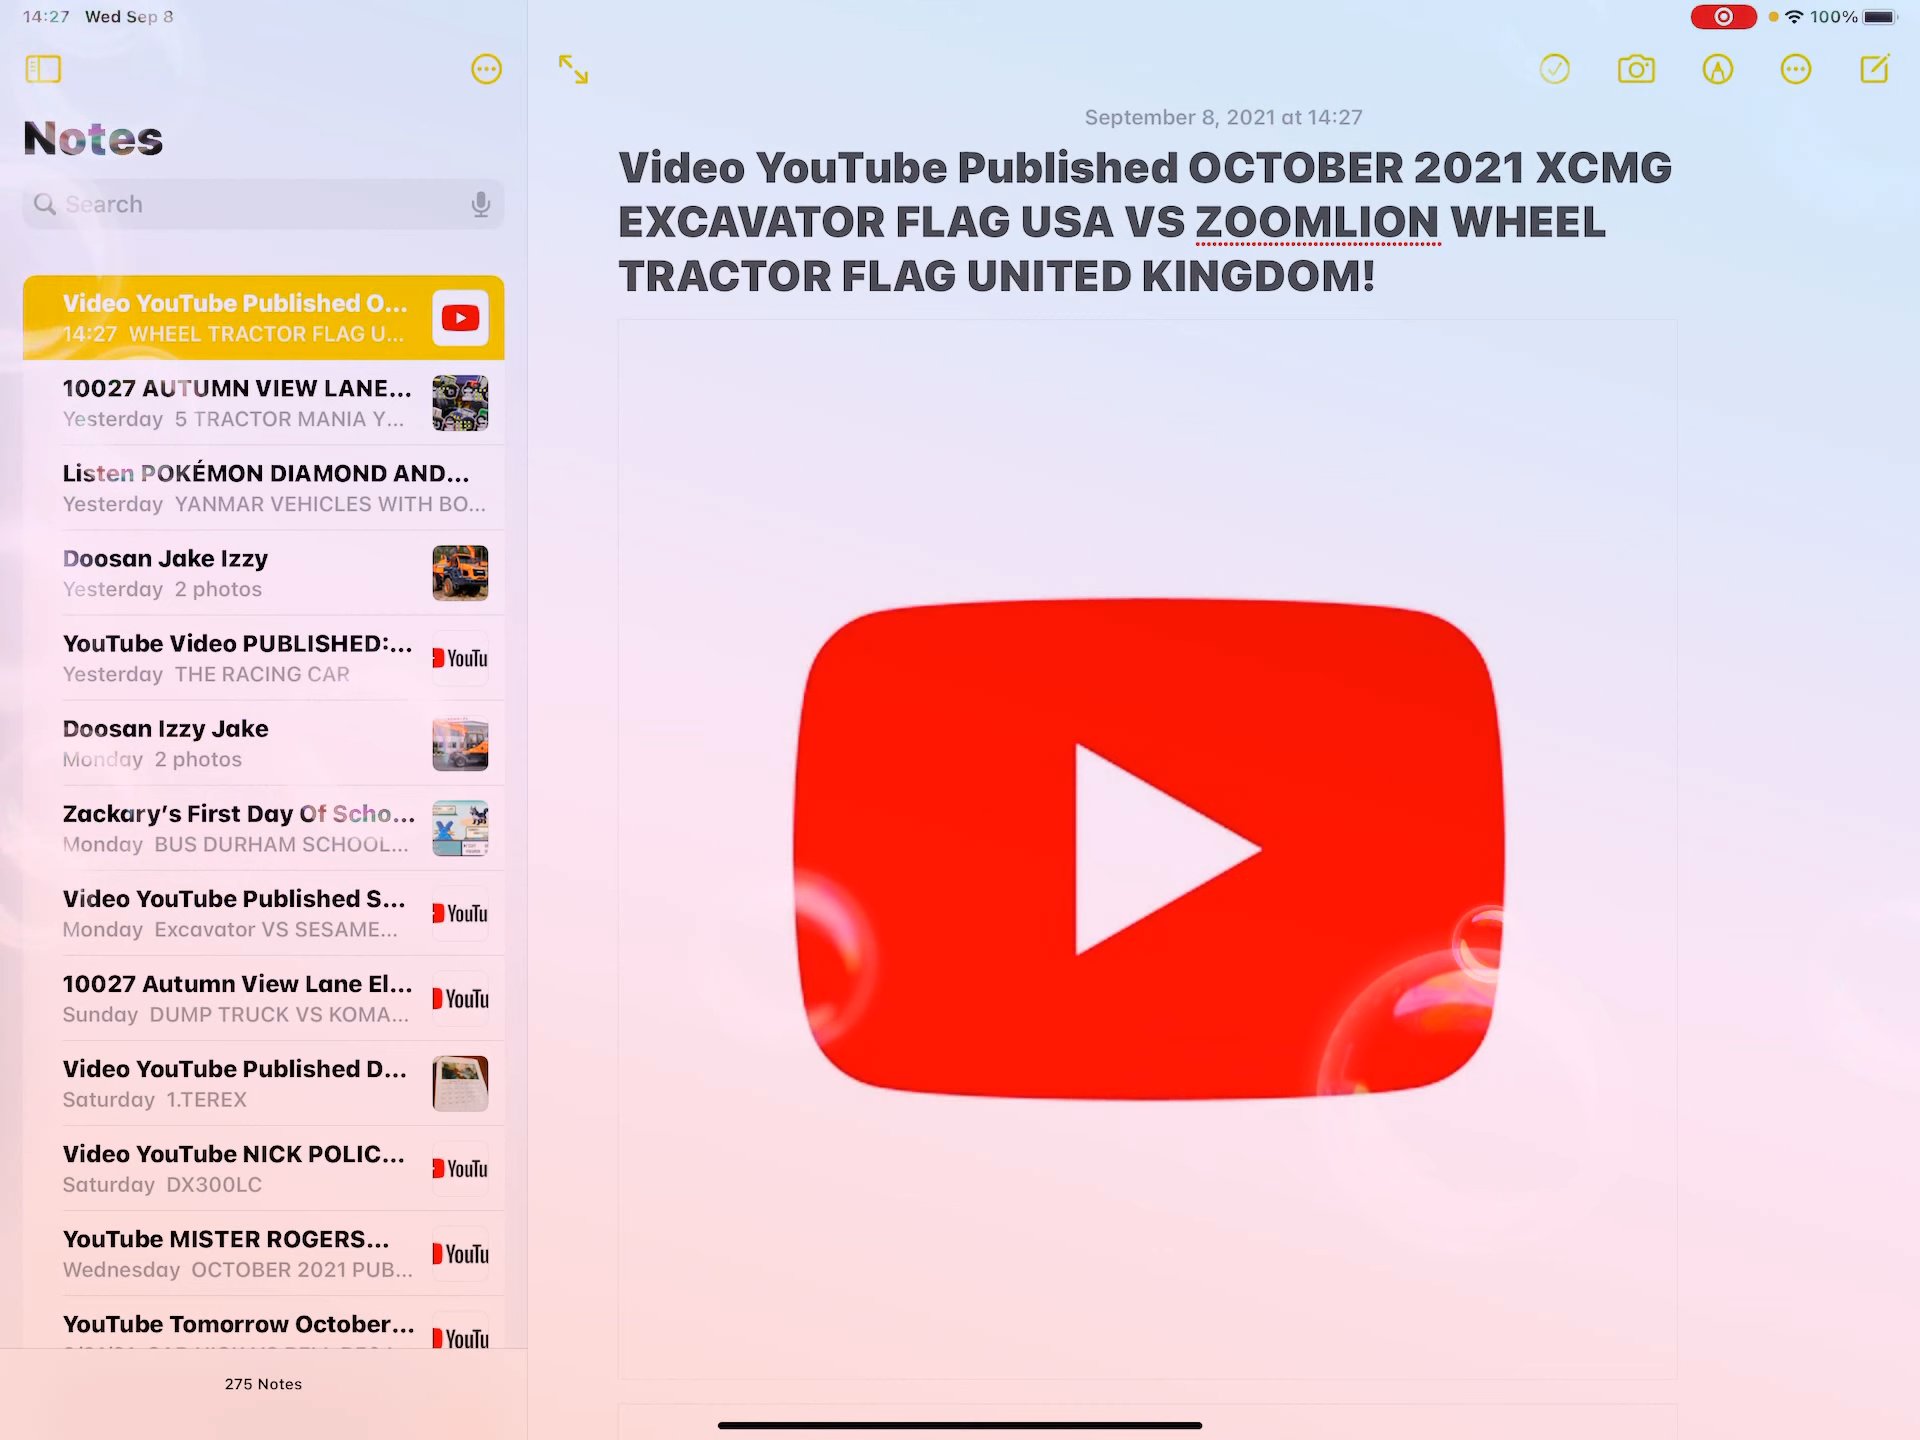 14:27 Wed Sep 8
100%
Notes
Search
Video YouTube Published O...
14:27 WHEEL TRACTOR FLAG U...
10027 AUTUMN VIEW LANE...
Yesterday 5 TRACTOR MANIA Y...
Listen POKÉMON DIAMOND AND...
Yesterday YANMAR VEHICLES WITH BO...
Doosan Jake Izzy
Yesterday 2 photos
YouTube Video PUBLISHED:...
Yesterday THE RACING CAR
YouTu
Doosan Izzy Jake
Monday 2 photos
Zackary’s First Day Of Scho...
Monday BUS DURHAM SCHOOL...
Video YouTube Published S...
Monday Excavator VS SESAME...
YouTu
10027 Autumn View Lane El...
Sunday DUMP TRUCK VS KOMA...
YouTu
Video YouTube Published D...
Saturday 1.TEREX
Video YouTube NICK POLIC...
Saturday DX300LC
YouTu
YouTube MISTER ROGERS...
Wednesday OCTOBER 2021 PUB...
YouTu
YouTube Tomorrow October...
YouTu
275 Notes
September 8, 2021 at 14:27
Video YouTube Published OCTOBER 2021 XCMG
EXCAVATOR FLAG USA VS ZOOMLION WHEEL
TRACTOR FLAG UNITED KINGDOM!